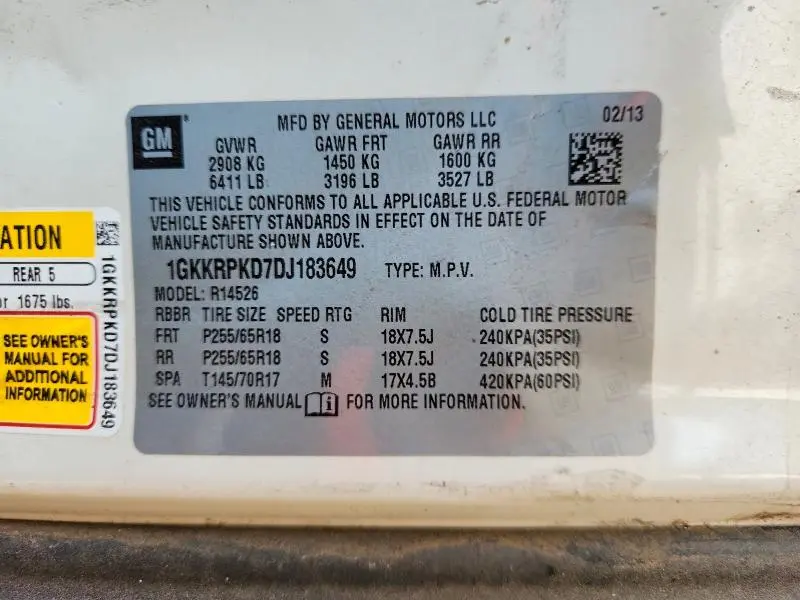 GM
MFD BY GENERAL MOTORS LLC
02/13
GVWR GAWR FRT GAWR RR
2908 KG 1450 KG 1600 KG
6411 LB 3196 LB 3527 LB
THIS VEHICLE CONFORMS TO ALL APPLICABLE U.S. FEDERAL MOTOR
VEHICLE SAFETY STANDARDS IN EFFECT ON THE DATE OF
MANUFACTURE SHOWN ABOVE.
1GKKRPKD7DJ183649 TYPE: M.P.V.
MODEL: R14526
RBBR TIRE SIZE SPEED RTG RIM COLD TIRE PRESSURE
FRT P255/65R18 S 18X7.5J 240KPA(35PSI)
RR P255/65R18 S 18X7.5J 240KPA(35PSI)
SPA T145/70R17 M 17X4.5B 420KPA(60PSI)
SEE OWNER'S MANUAL FOR MORE INFORMATION.
ATION
REAR 5
or 1675 lbs.
SEE OWNER'S
MANUAL FOR
ADDITIONAL
INFORMATION
1GKKRPKD7DJ183649